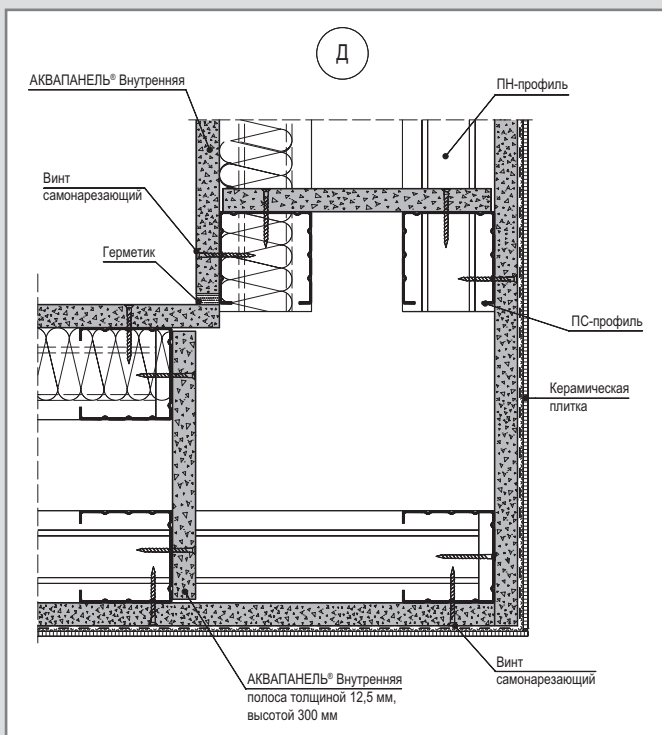 Д
АКВАПАНЕЛЬ® Внутренняя
ПН-профиль
Винт
самонарезающий
Герметик
ПС-профиль
Керамическая
плитка
Винт
самонарезающий
АКВАПАНЕЛЬ® Внутренняя
полоса толщиной 12,5 мм,
высотой 300 мм